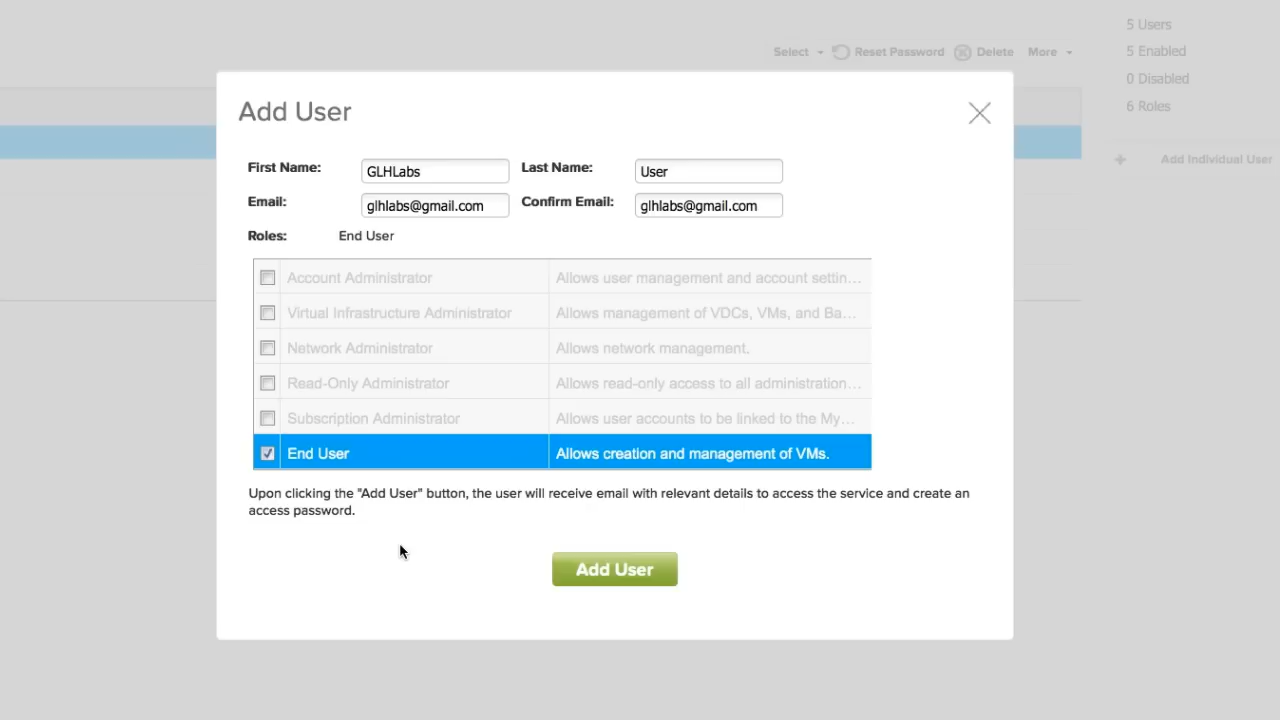 5 Users
Select Reset Password Delete More
5 Enabled
0 Disabled
6 Roles
Add Individual User
Add User
First Name: GLHLabs Last Name: User
Email: glhlabs@gmail.com Confirm Email: glhlabs@gmail.com
Roles: End User
Account Administrator Allows user management and account settin...
Virtual Infrastructure Administrator Allows management of VDCs, VMs, and Ba...
Network Administrator Allows network management.
Read-Only Administrator Allows read-only access to all administration...
Subscription Administrator Allows user accounts to be linked to the My...
End User Allows creation and management of VMs.
Upon clicking the "Add User" button, the user will receive email with relevant details to access the service and create an
access password.
Add User